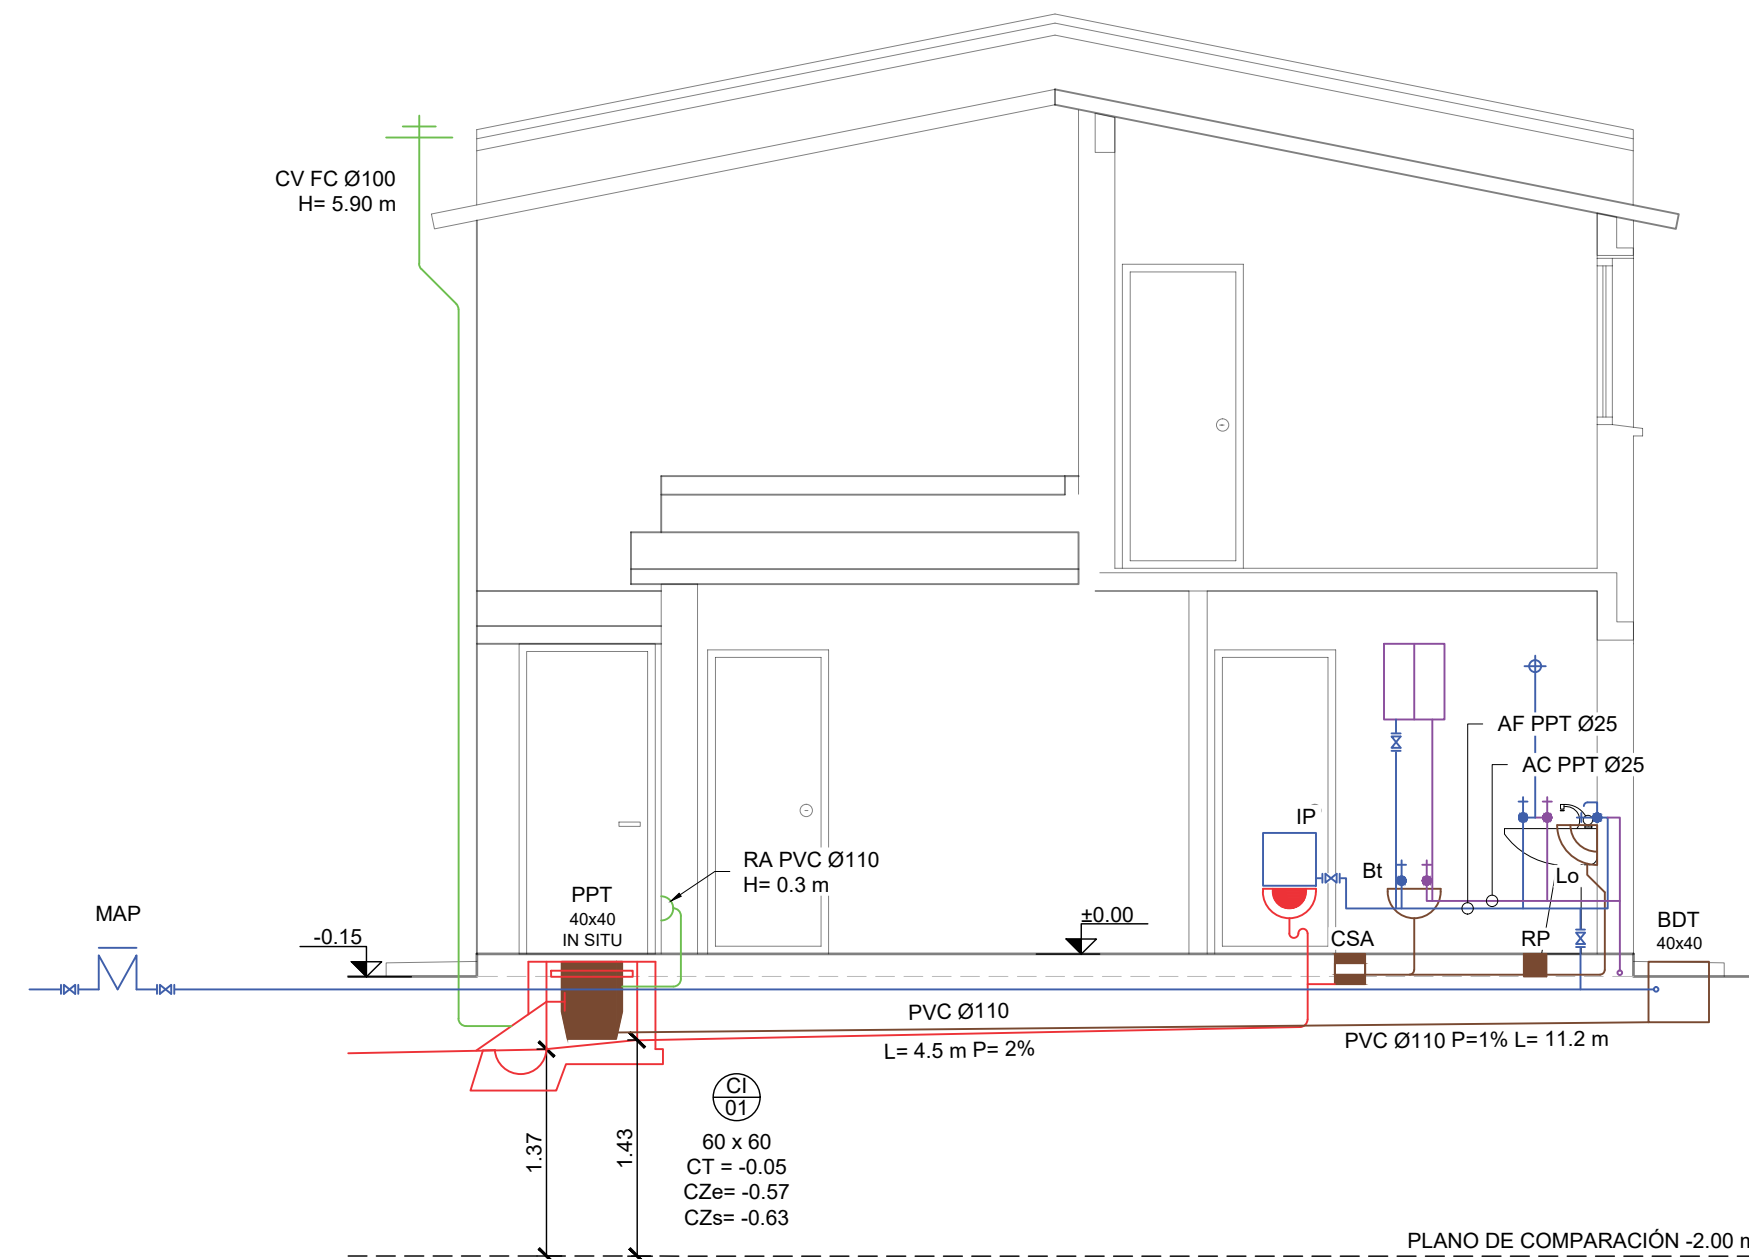 CV FC Ø100
H= 5.90 m
AF PPT Ø25
AC PPT Ø25
IP
RA PVC Ø110
H= 0.3 m
Bt
Lo
PPT
40x40
IN SITU
MAP
-0.15
±0.00
CSA
RP
BDT
40x40
PVC Ø110
L= 4.5 m P= 2%
PVC Ø110 P=1% L= 11.2 m
CI
01
1.37
1.43
60 x 60
CT = -0.05
CZe= -0.57
CZs= -0.63
PLANO DE COMPARACIÓN -2.00 m